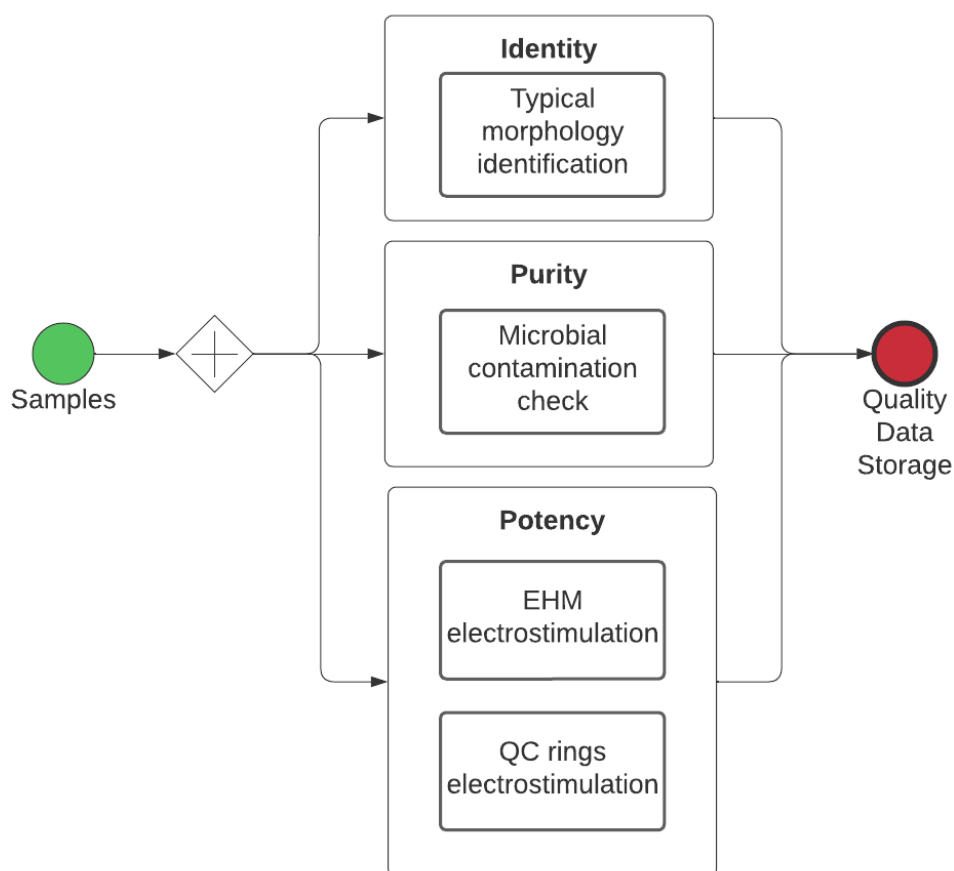 Identity
Typical
morphology
identification
Purity
Microbial
contamination
check
Samples
Quality
Data
Storage
Potency
EHM
electrostimulation
QC rings
electrostimulation